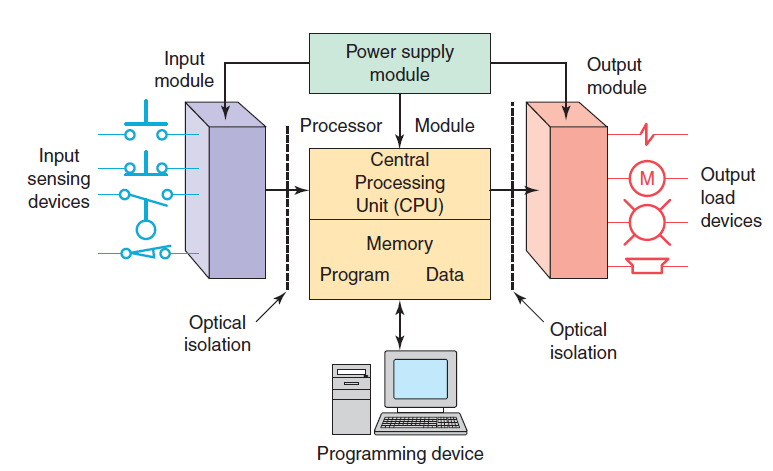 Power supply
module
Input
module
Output
module
Processor Module
Input
sensing
devices
Central
Processing
Unit (CPU)
Memory
Program Data
M
Output
load
devices
Optical
isolation
Optical
isolation
Programming device